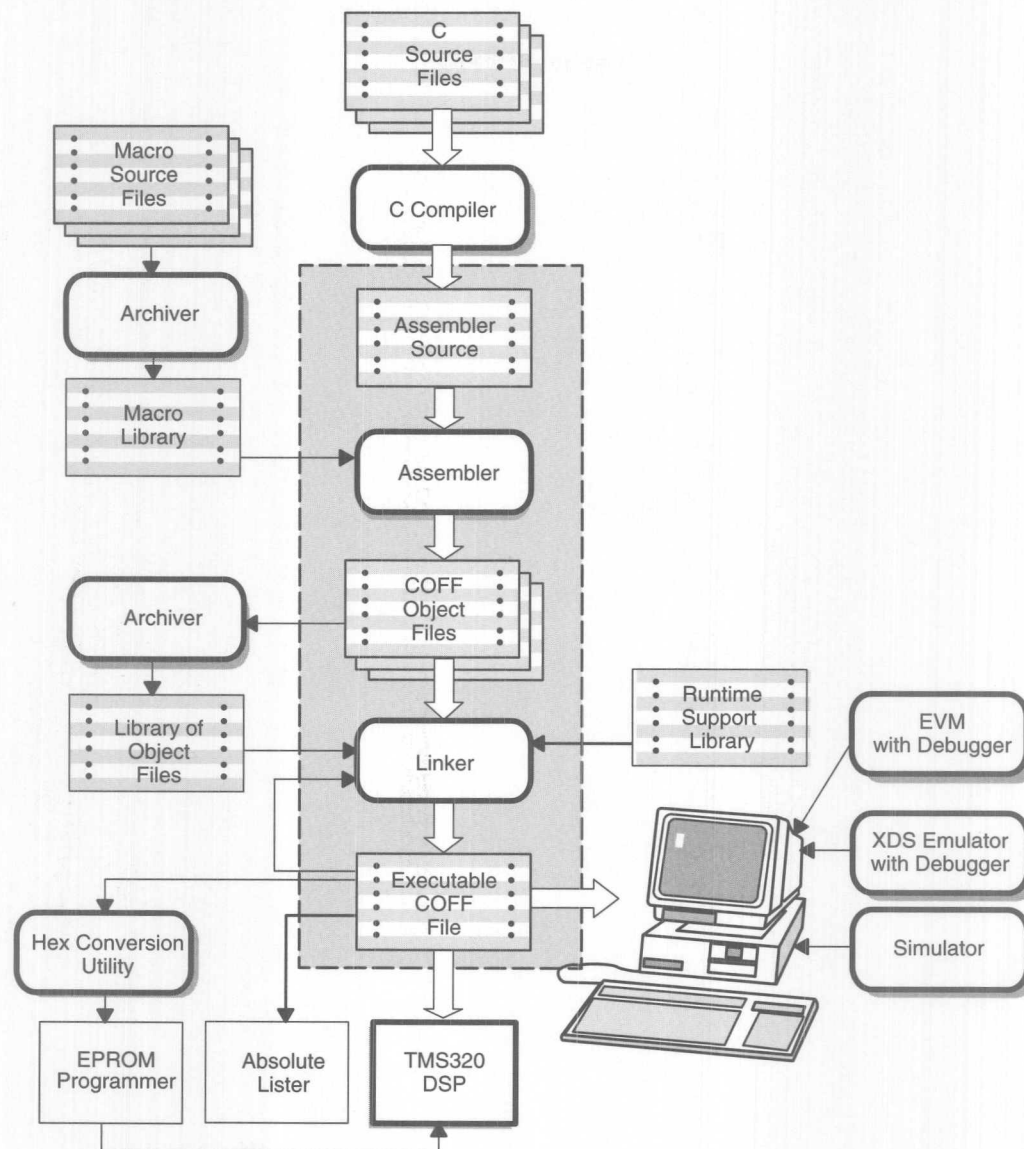 C
Source
Files
Macro
Source
Files
C Compiler
Archiver
Assembler
Source
Macro
Library
Assembler
COFF
Object
Files
Archiver
Runtime
Support
Library
EVM
with Debugger
Library of
Object
Files
Linker
XDS Emulator
with Debugger
Executable
COFF
File
Hex Conversion
Utility
Simulator
EPROM
Programmer
Absolute
Lister
TMS320
DSP